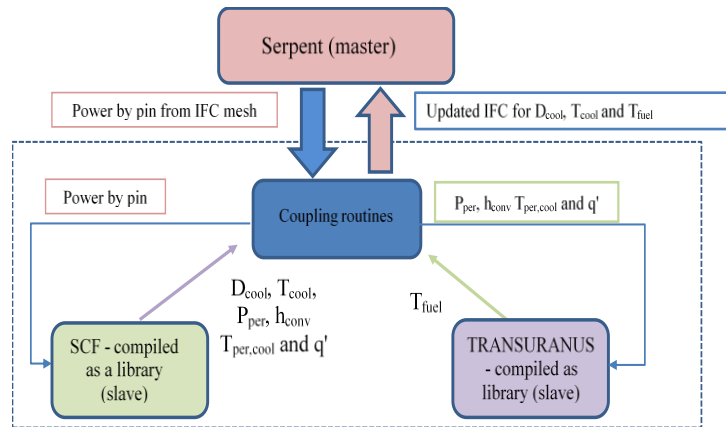 Serpent (master)
Power by pin from IFC mesh
Updated IFC for Dcool, Tcool and Tfuel
Power by pin
Coupling routines
Pper, hconv Tper,cool and q'
Dcool, Tcool,
Pper, hconv
Tper,cool and q'
Tfuel
SCF - compiled
as a library
(slave)
TRANSURANUS
- compiled as
library (slave)